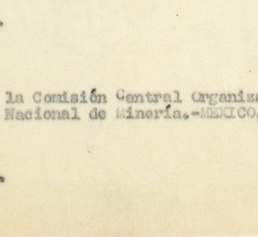 la Comisión Central Organiza
Nacional de Minería.-MEXICO.